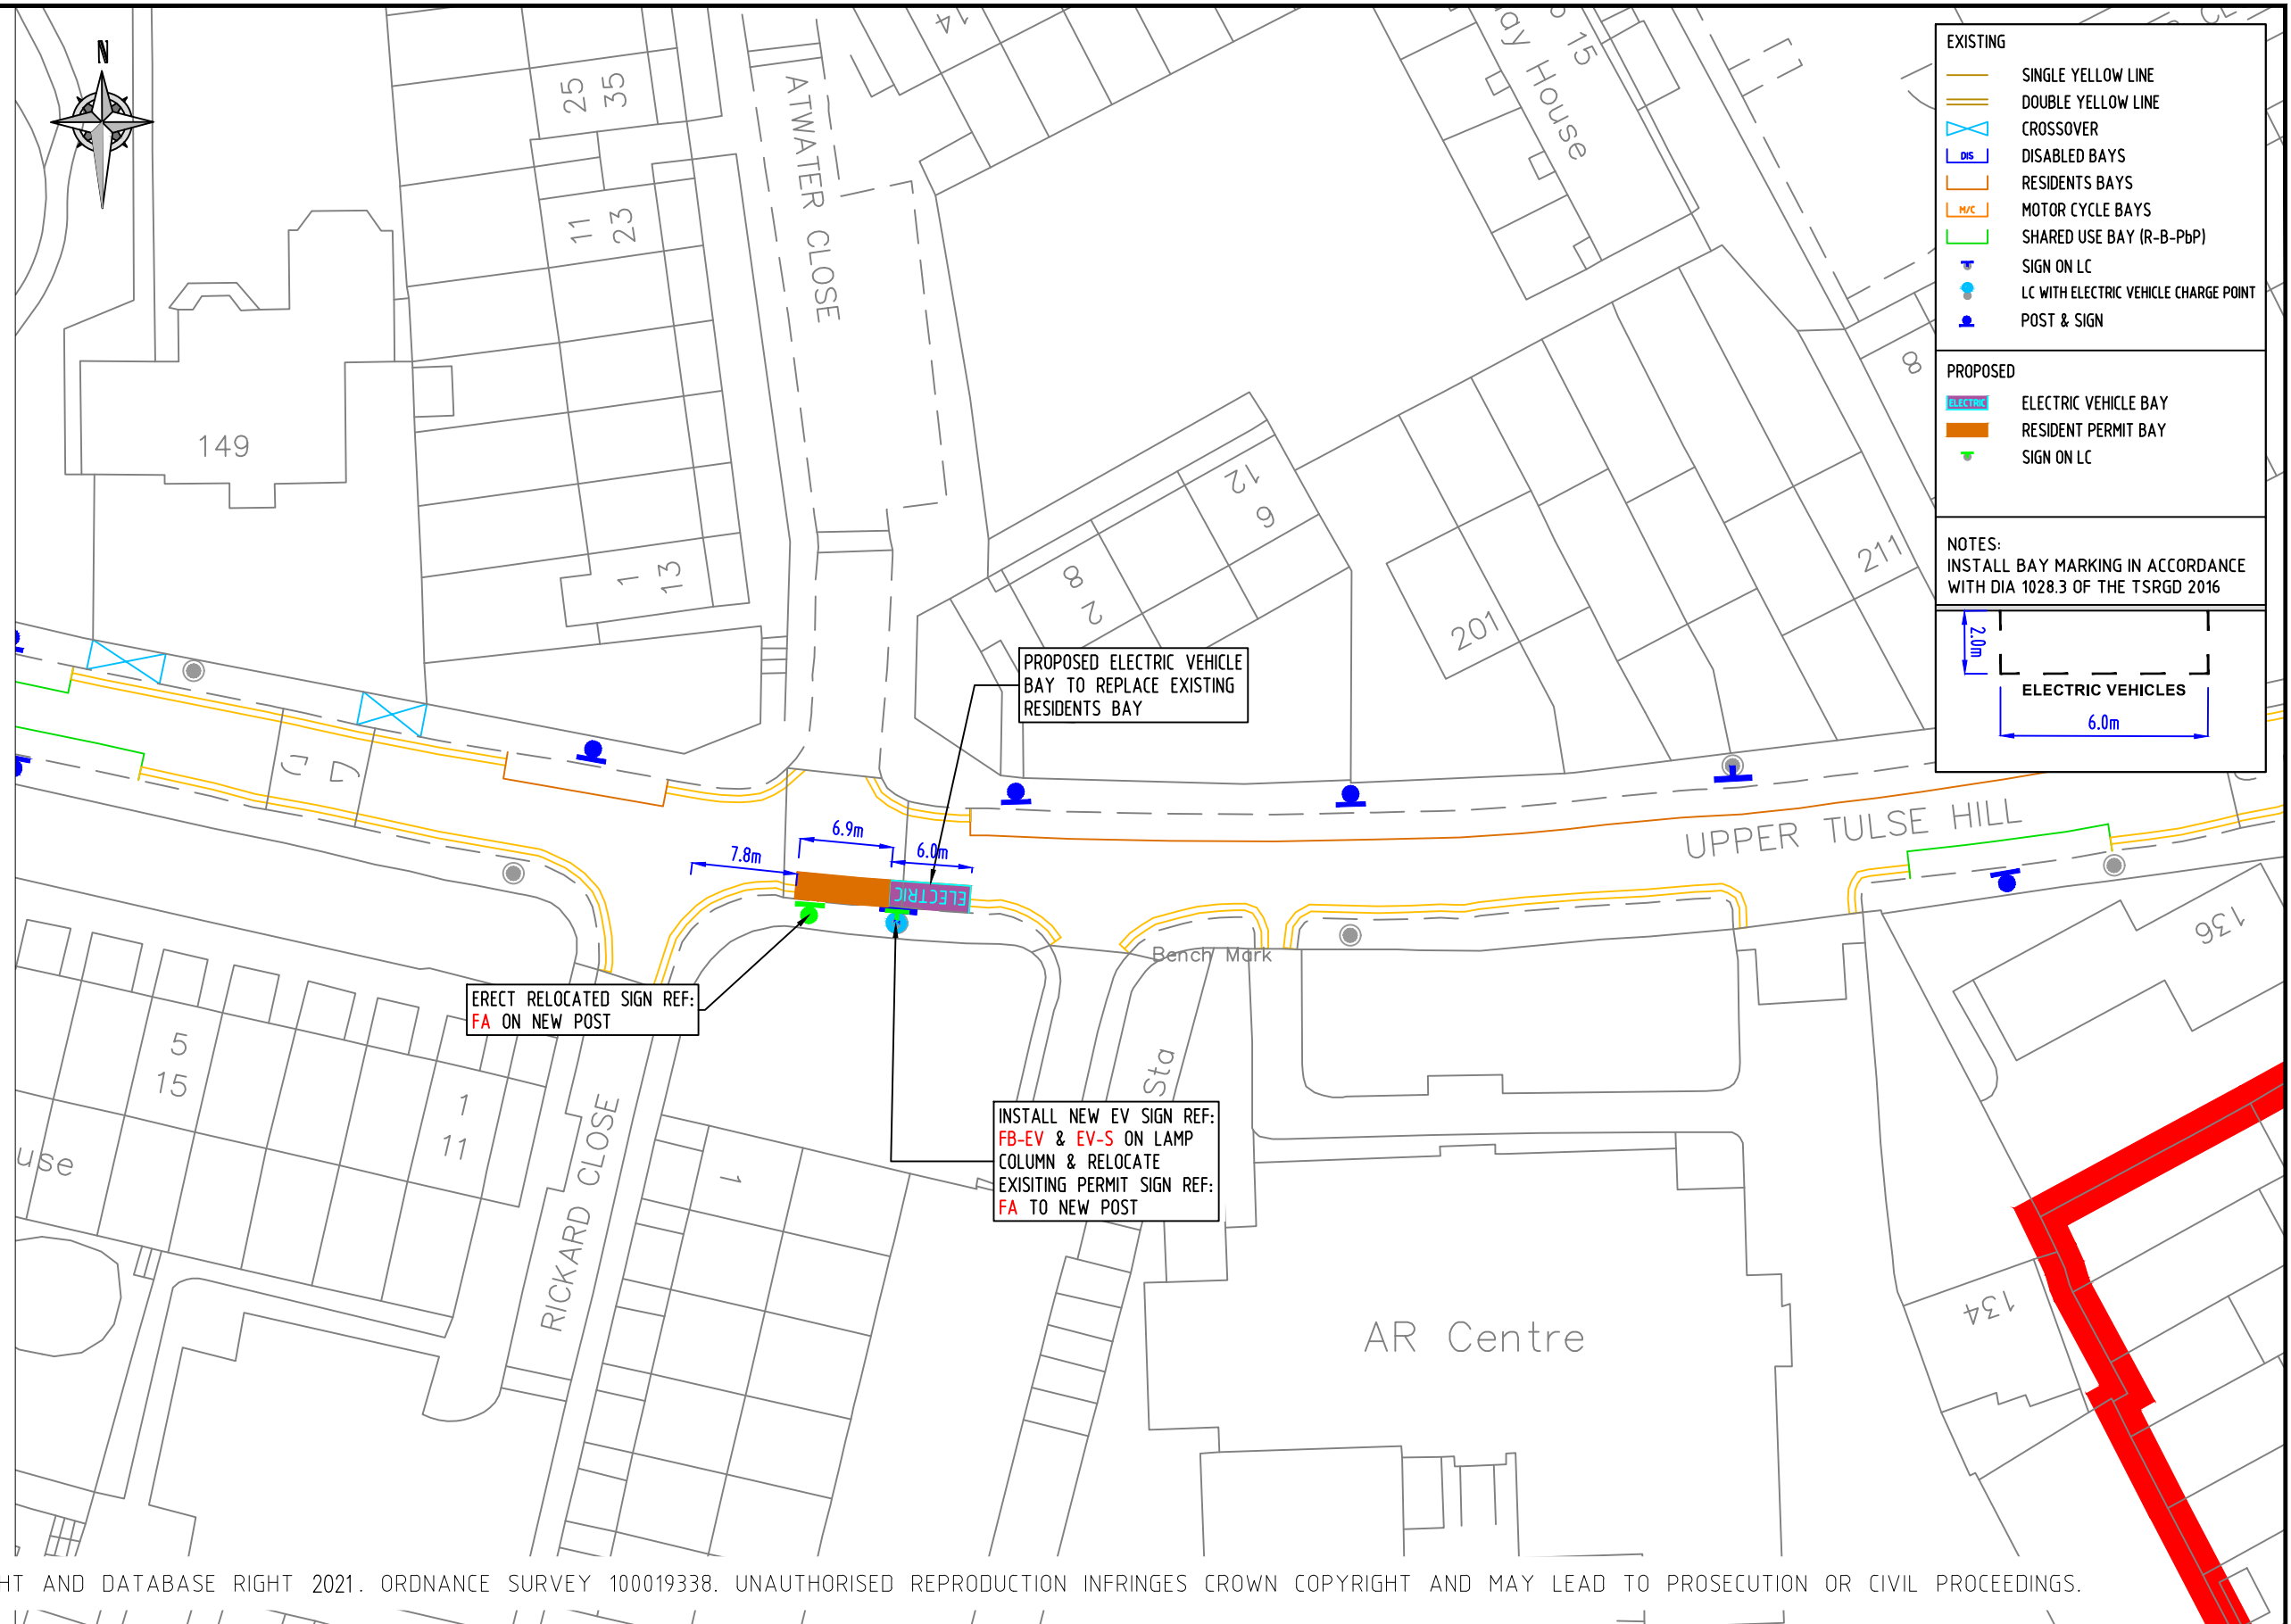 N
25
35
14
ATWATER CLOSE
11
23
149
1
13
ay House
15
12
6
8
2
201
211
8
EXISTING
SINGLE YELLOW LINE
DOUBLE YELLOW LINE
CROSSOVER
DIS DISABLED BAYS
RESIDENTS BAYS
M/C MOTOR CYCLE BAYS
SHARED USE BAY (R-B-PbP)
SIGN ON LC
LC WITH ELECTRIC VEHICLE CHARGE POINT
POST & SIGN
PROPOSED
ELECTRIC ELECTRIC VEHICLE BAY
RESIDENT PERMIT BAY
SIGN ON LC
NOTES:
INSTALL BAY MARKING IN ACCORDANCE
WITH DIA 1028.3 OF THE TSRGD 2016
2.0m
ELECTRIC VEHICLES
6.0m
PROPOSED ELECTRIC VEHICLE
BAY TO REPLACE EXISTING
RESIDENTS BAY
7.8m
6.9m
6.0m
ELECTRIC
UPPER TULSE HILL
Bench Mark
136
ERECT RELOCATED SIGN REF:
FA ON NEW POST
5
15
1
11
use
RICKARD CLOSE
1
Sta
INSTALL NEW EV SIGN REF:
FB-EV & EV-S ON LAMP
COLUMN & RELOCATE
EXISITING PERMIT SIGN REF:
FA TO NEW POST
AR Centre
134
HT AND DATABASE RIGHT 2021. ORDNANCE SURVEY 100019338. UNAUTHORISED REPRODUCTION INFRINGES CROWN COPYRIGHT AND MAY LEAD TO PROSECUTION OR CIVIL PROCEEDINGS.